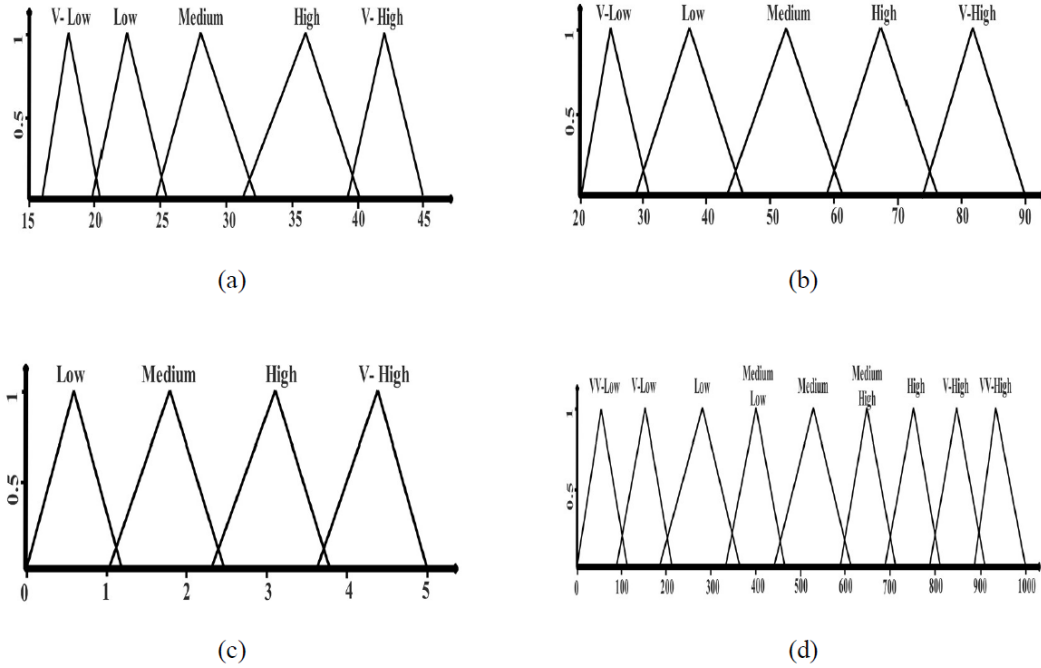 V- Low Low Medium High V- High
1
0.5
15 20 25 30 35 40 45
(a)
V-Low Low Medium High V-High
1
0.5
20 30 40 50 60 70 80 90
(b)
Low Medium High V- High
1
0.5
0 1 2 3 4 5
(c)
VV-Low V-Low Low Medium Low Medium Medium High High V-High VV-High
1
0.5
0 100 200 300 400 500 600 700 800 900 1000
(d)